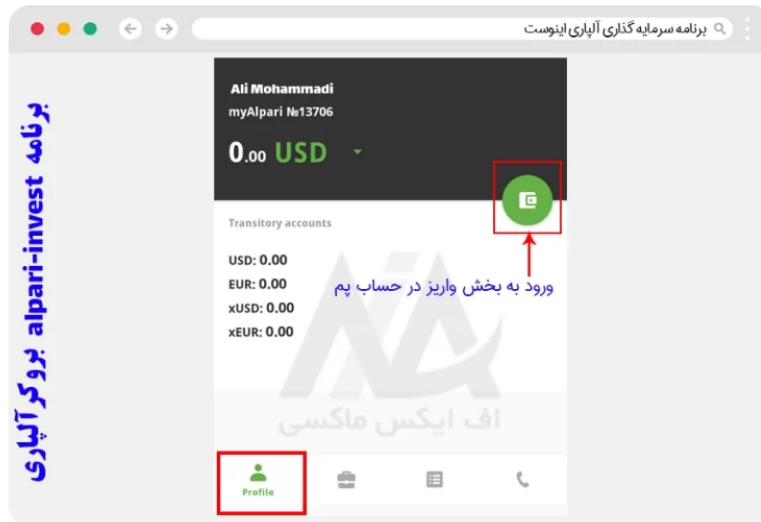 برنامه سرمایه گذاری آلپاری اینوست
برنامه alpari-invest بروکر آلپاری
Ali Mohammadi
myAlpari №13706
0.00 USD
Transitory accounts
USD: 0.00
EUR: 0.00
xUSD: 0.00
xEUR: 0.00
ورود به بخش واریز در حساب پم
اف ایکس ماکسی
Profile